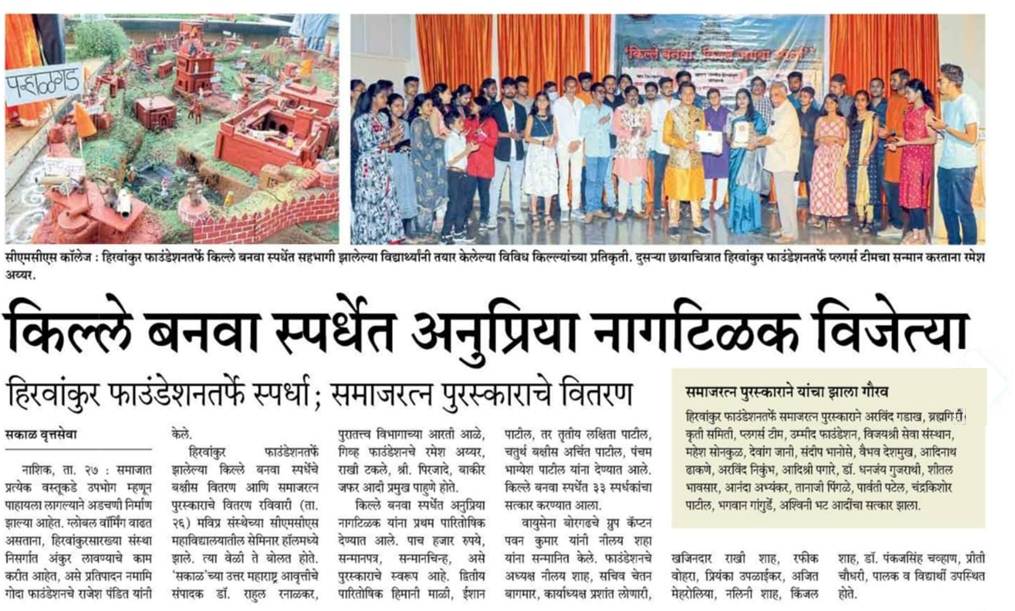 पन्हाळगड
'किल्ले बनवा, किल्ले जपवा स्पर्धा'
सीएमसीएस कॉलेज : हिरवांकुर फाउंडेशनतर्फे किल्ले बनवा स्पर्धेत सहभागी झालेल्या विद्यार्थ्यांनी तयार केलेल्या विविध किल्ल्यांच्या प्रतिकृती. दुसऱ्या छायाचित्रात हिरवांकुर फाउंडेशनतर्फे प्लगर्स टीमचा सन्मान करताना रमेश
अय्यर.
किल्ले बनवा स्पर्धेत अनुप्रिया नागटिळक विजेत्या
हिरवांकुर फाउंडेशनतर्फे स्पर्धा; समाजरत्न पुरस्काराचे वितरण
सकाळ वृत्तसेवा
नाशिक, ता. २७ : समाजात
प्रत्येक वस्तूकडे उपभोग म्हणून
पाहायला लागल्याने अडचणी निर्माण
झाल्या आहेत. ग्लोबल वॉर्मिंग वाढत
असताना, हिरवांकुरसारख्या संस्था
निसर्गात अंकुर लावण्याचे काम
करीत आहेत, असे प्रतिपादन नमामि
गोदा फाउंडेशनचे राजेश पंडित यांनी
केले.
हिरवांकुर फाउंडेशनतर्फे
झालेल्या किल्ले बनवा स्पर्धेचे
बक्षीस वितरण आणि समाजरत्न
पुरस्काराचे वितरण रविवारी (ता.
२६) मविप्र संस्थेच्या सीएमसीएस
महाविद्यालयातील सेमिनार हॉलमध्ये
झाले. त्या वेळी ते बोलत होते.
'सकाळ'च्या उत्तर महाराष्ट्र आवृत्तीचे
संपादक डॉ. राहुल रनाळकर,
पुरातत्त्व विभागाच्या आरती आळे,
गिव्ह फाउंडेशनचे रमेश अय्यर,
राखी टकले, श्री. पिरजादे, बाकीर
जफर आदी प्रमुख पाहुणे होते.
किल्ले बनवा स्पर्धेत अनुप्रिया
नागटिळक यांना प्रथम पारितोषिक
देण्यात आले. पाच हजार रुपये,
सन्मानपत्र, सन्मानचिन्ह, असे
पुरस्काराचे स्वरूप आहे. द्वितीय
पारितोषिक हिमानी माळी, ईशान
पाटील, तर तृतीय लक्षिता पाटील,
चतुर्थ बक्षीस अर्चित पाटील, पंचम
भाग्येश पाटील यांना देण्यात आले.
किल्ले बनवा स्पर्धेत ३३ स्पर्धकांचा
सत्कार करण्यात आला.
वायुसेना बोरगडचे ग्रुप कॅप्टन
पवन कुमार यांनी नीलय शहा
यांना सन्मानित केले. फाउंडेशनचे
अध्यक्ष नीलय शाह, सचिव चेतन
बागमार, कार्याध्यक्ष प्रशांत लोणारी,
समाजरत्न पुरस्काराने यांचा झाला गौरव
हिरवांकुर फाउंडेशनतर्फे समाजरत्न पुरस्काराने अरविंद गडाख, ब्रह्मगिरी
कृती समिती, प्लगर्स टीम, उम्मीद फाउंडेशन, विजयश्री सेवा संस्थान,
महेश सोनकुळ, देवांग जानी, संदीप भानोसे, वैभव देशमुख, आदिनाथ
ढाकणे, अरविंद निकुंभ, आदिश्री पगारे, डॉ. धनंजय गुजराथी, शीतल
भावसार, आनंदा अभ्यंकर, तानाजी पिंगळे, पार्वती पटेल, चंद्रकिशोर
पाटील, भगवान गांगुर्डे, अश्विनी भट आदींचा सत्कार झाला.
खजिनदार राखी शाह, रफीक
वोहरा, प्रियंका उपळाईकर, अजित
मेहरोलिया, नलिनी शाह, किंजल
शाह, डॉ. पंकजसिंह चव्हाण, प्रीती
चौधरी, पालक व विद्यार्थी उपस्थित
होते.